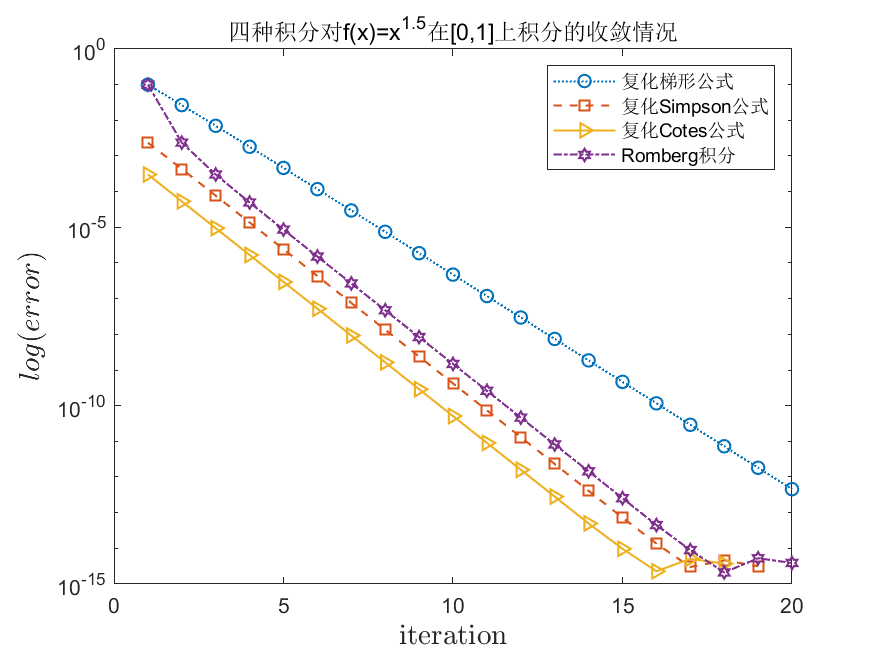 四种积分对f(x)=x^1.5在[0,1]上积分的收敛情况
10^0
10^-5
10^-10
10^-15
log(error)
复化梯形公式
复化Simpson公式
复化Cotes公式
Romberg积分
0 5 10 15 20
iteration